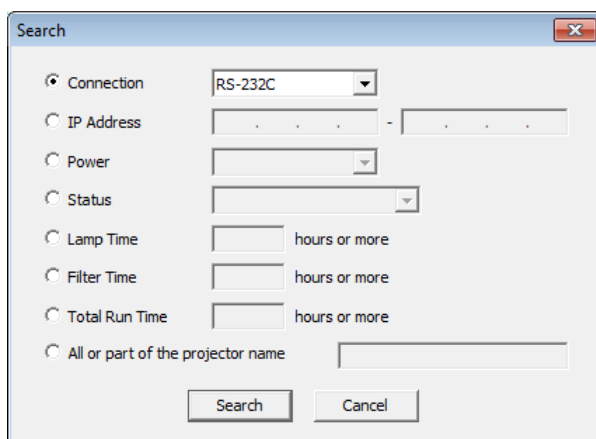 Search
Connection RS-232C
IP Address . . . - . . .
Power
Status
Lamp Time hours or more
Filter Time hours or more
Total Run Time hours or more
All or part of the projector name
Search Cancel